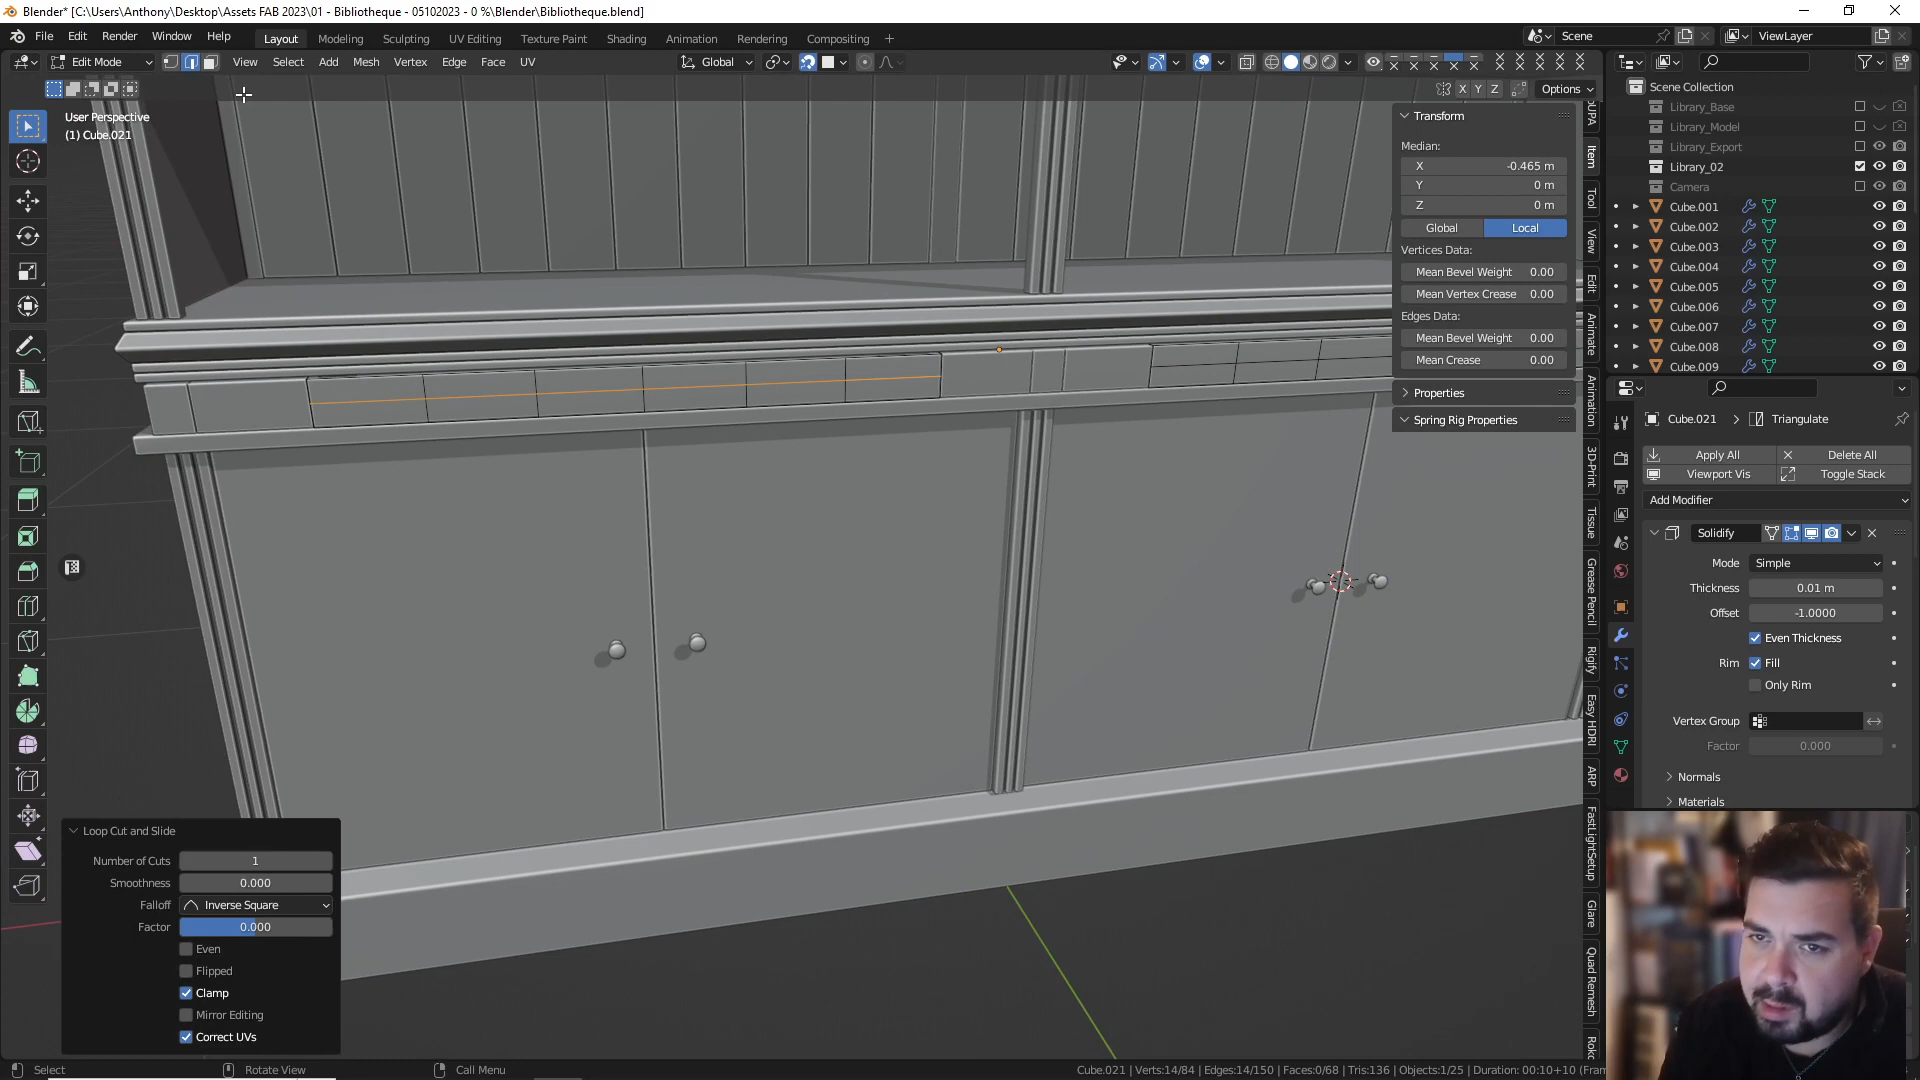 Blender* [C:\Users\Anthony\Desktop\Assets FAB 2023\01 - Bibliotheque - 05102023 - 0 %\Blender\Bibliotheque.blend]
File Edit Render Window Help Layout Modeling Sculpting UV Editing Texture Paint Shading Animation Rendering Compositing Scene ViewLayer
Edit Mode View Select Add Mesh Vertex Edge Face UV Global
X Y Z Options
User Perspective
(1) Cube.021
Transform
Median:
X -0.465 m
Y 0 m
Z 0 m
Global Local
Vertices Data:
Mean Bevel Weight 0.00
Mean Vertex Crease 0.00
Edges Data:
Mean Bevel Weight 0.00
Mean Crease 0.00
Properties
Spring Rig Properties
Item
Tool
View
Edit
Animate
Animation
3D-Print
Tissue
Grease Pencil
Rigify
Easy HDRI
ARP
FastLightSetup
Glare
Quad Remesh
Scene Collection
Library_Base
Library_Model
Library_Export
Library_02
Camera
Cube.001
Cube.002
Cube.003
Cube.004
Cube.005
Cube.006
Cube.007
Cube.008
Cube.009
Cube.021 Triangulate
Apply All Delete All
Viewport Vis Toggle Stack
Add Modifier
Solidify
Mode Simple
Thickness 0.01 m
Offset -1.0000
Even Thickness
Rim Fill
Only Rim
Vertex Group
Factor 0.000
Normals
Materials
Loop Cut and Slide
Number of Cuts 1
Smoothness 0.000
Falloff Inverse Square
Factor 0.000
Even
Flipped
Clamp
Mirror Editing
Correct UVs
Select Rotate View Call Menu Cube.021 | Verts:14/84 | Edges:14/150 | Faces:0/68 | Tris:136 | Objects:1/25 | Duration: 00:10+10 (Fram